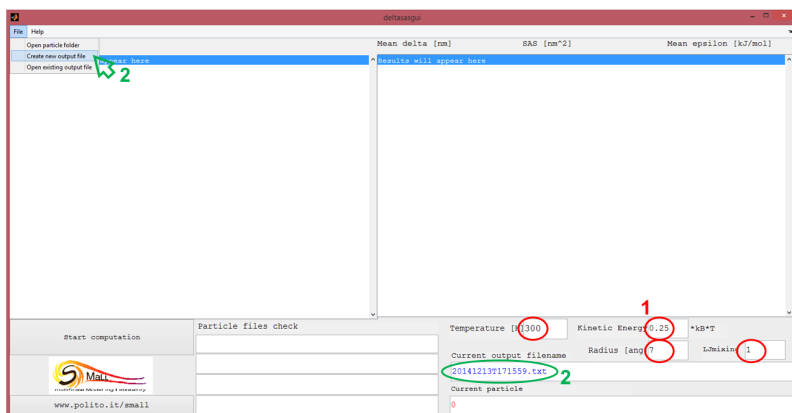 deltasasgui
File Help
Open particle folder
Mean delta [nm] SAS [nm^2] Mean epsilon [kJ/mol]
Create new output file
appear here
Results will appear here
Open existing output file
2
1
Particle files check
Temperature [K] 300 Kinetic Energy 0.25 *kB*T
Start computation
Radius [ang 7 LJmixing 1
Current output filename
20141213T171559.txt
2
SMaLL
Current particle
www.polito.it/small
0